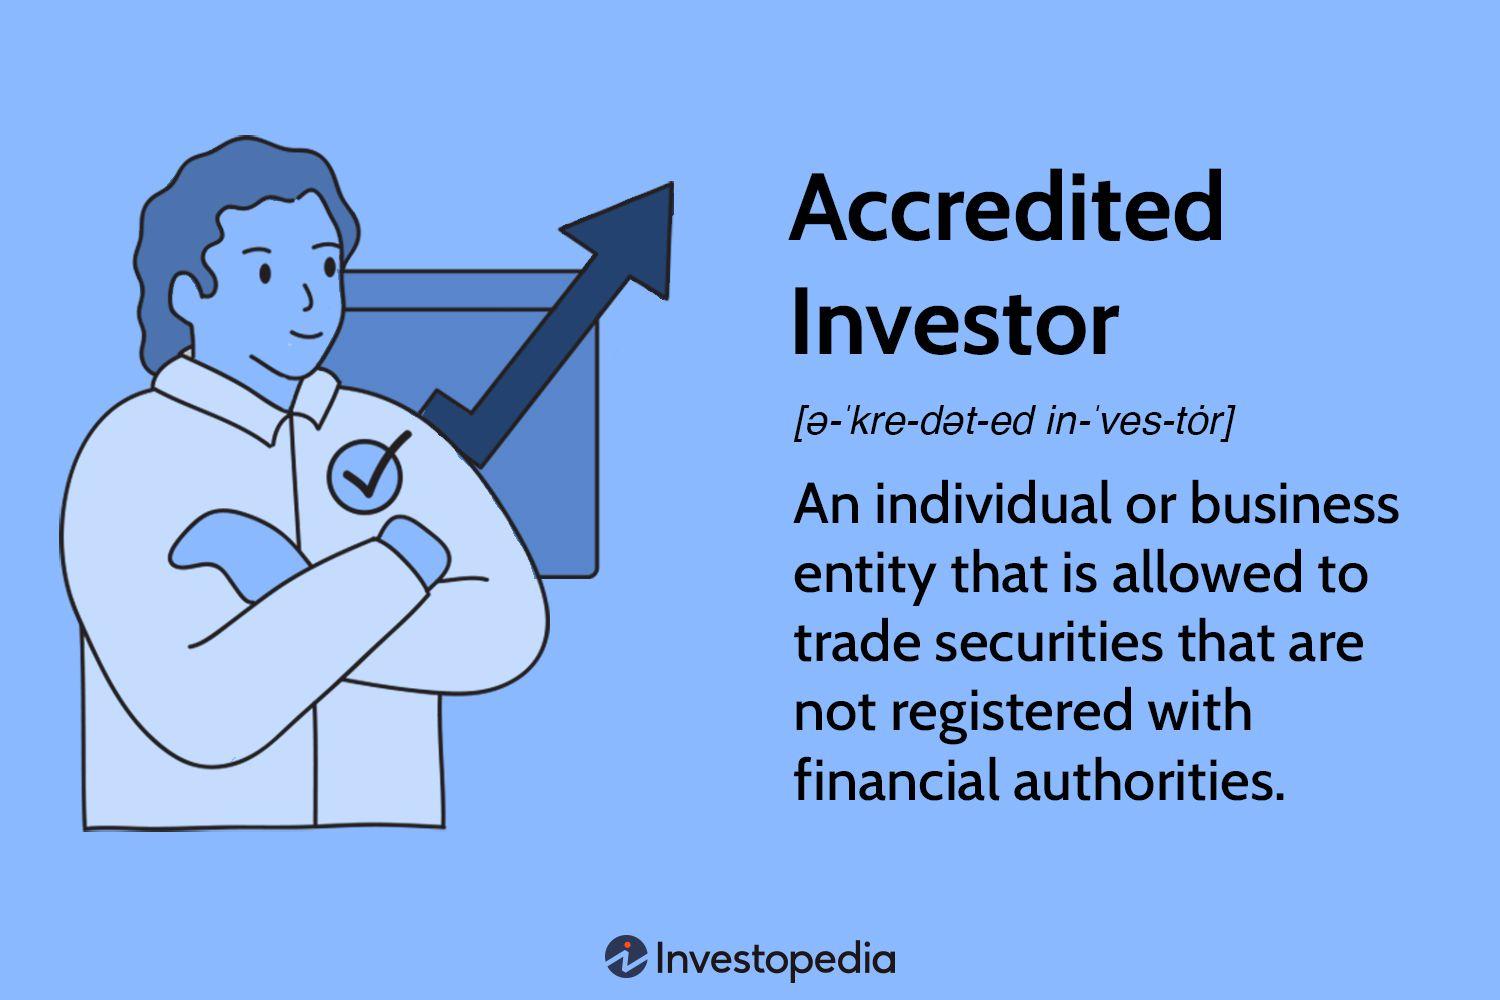 Accredited
Investor
[ə-ˈkre-dət-ed in-ˈves-tȯr]
An individual or business
entity that is allowed to
trade securities that are
not registered with
financial authorities.
Investopedia